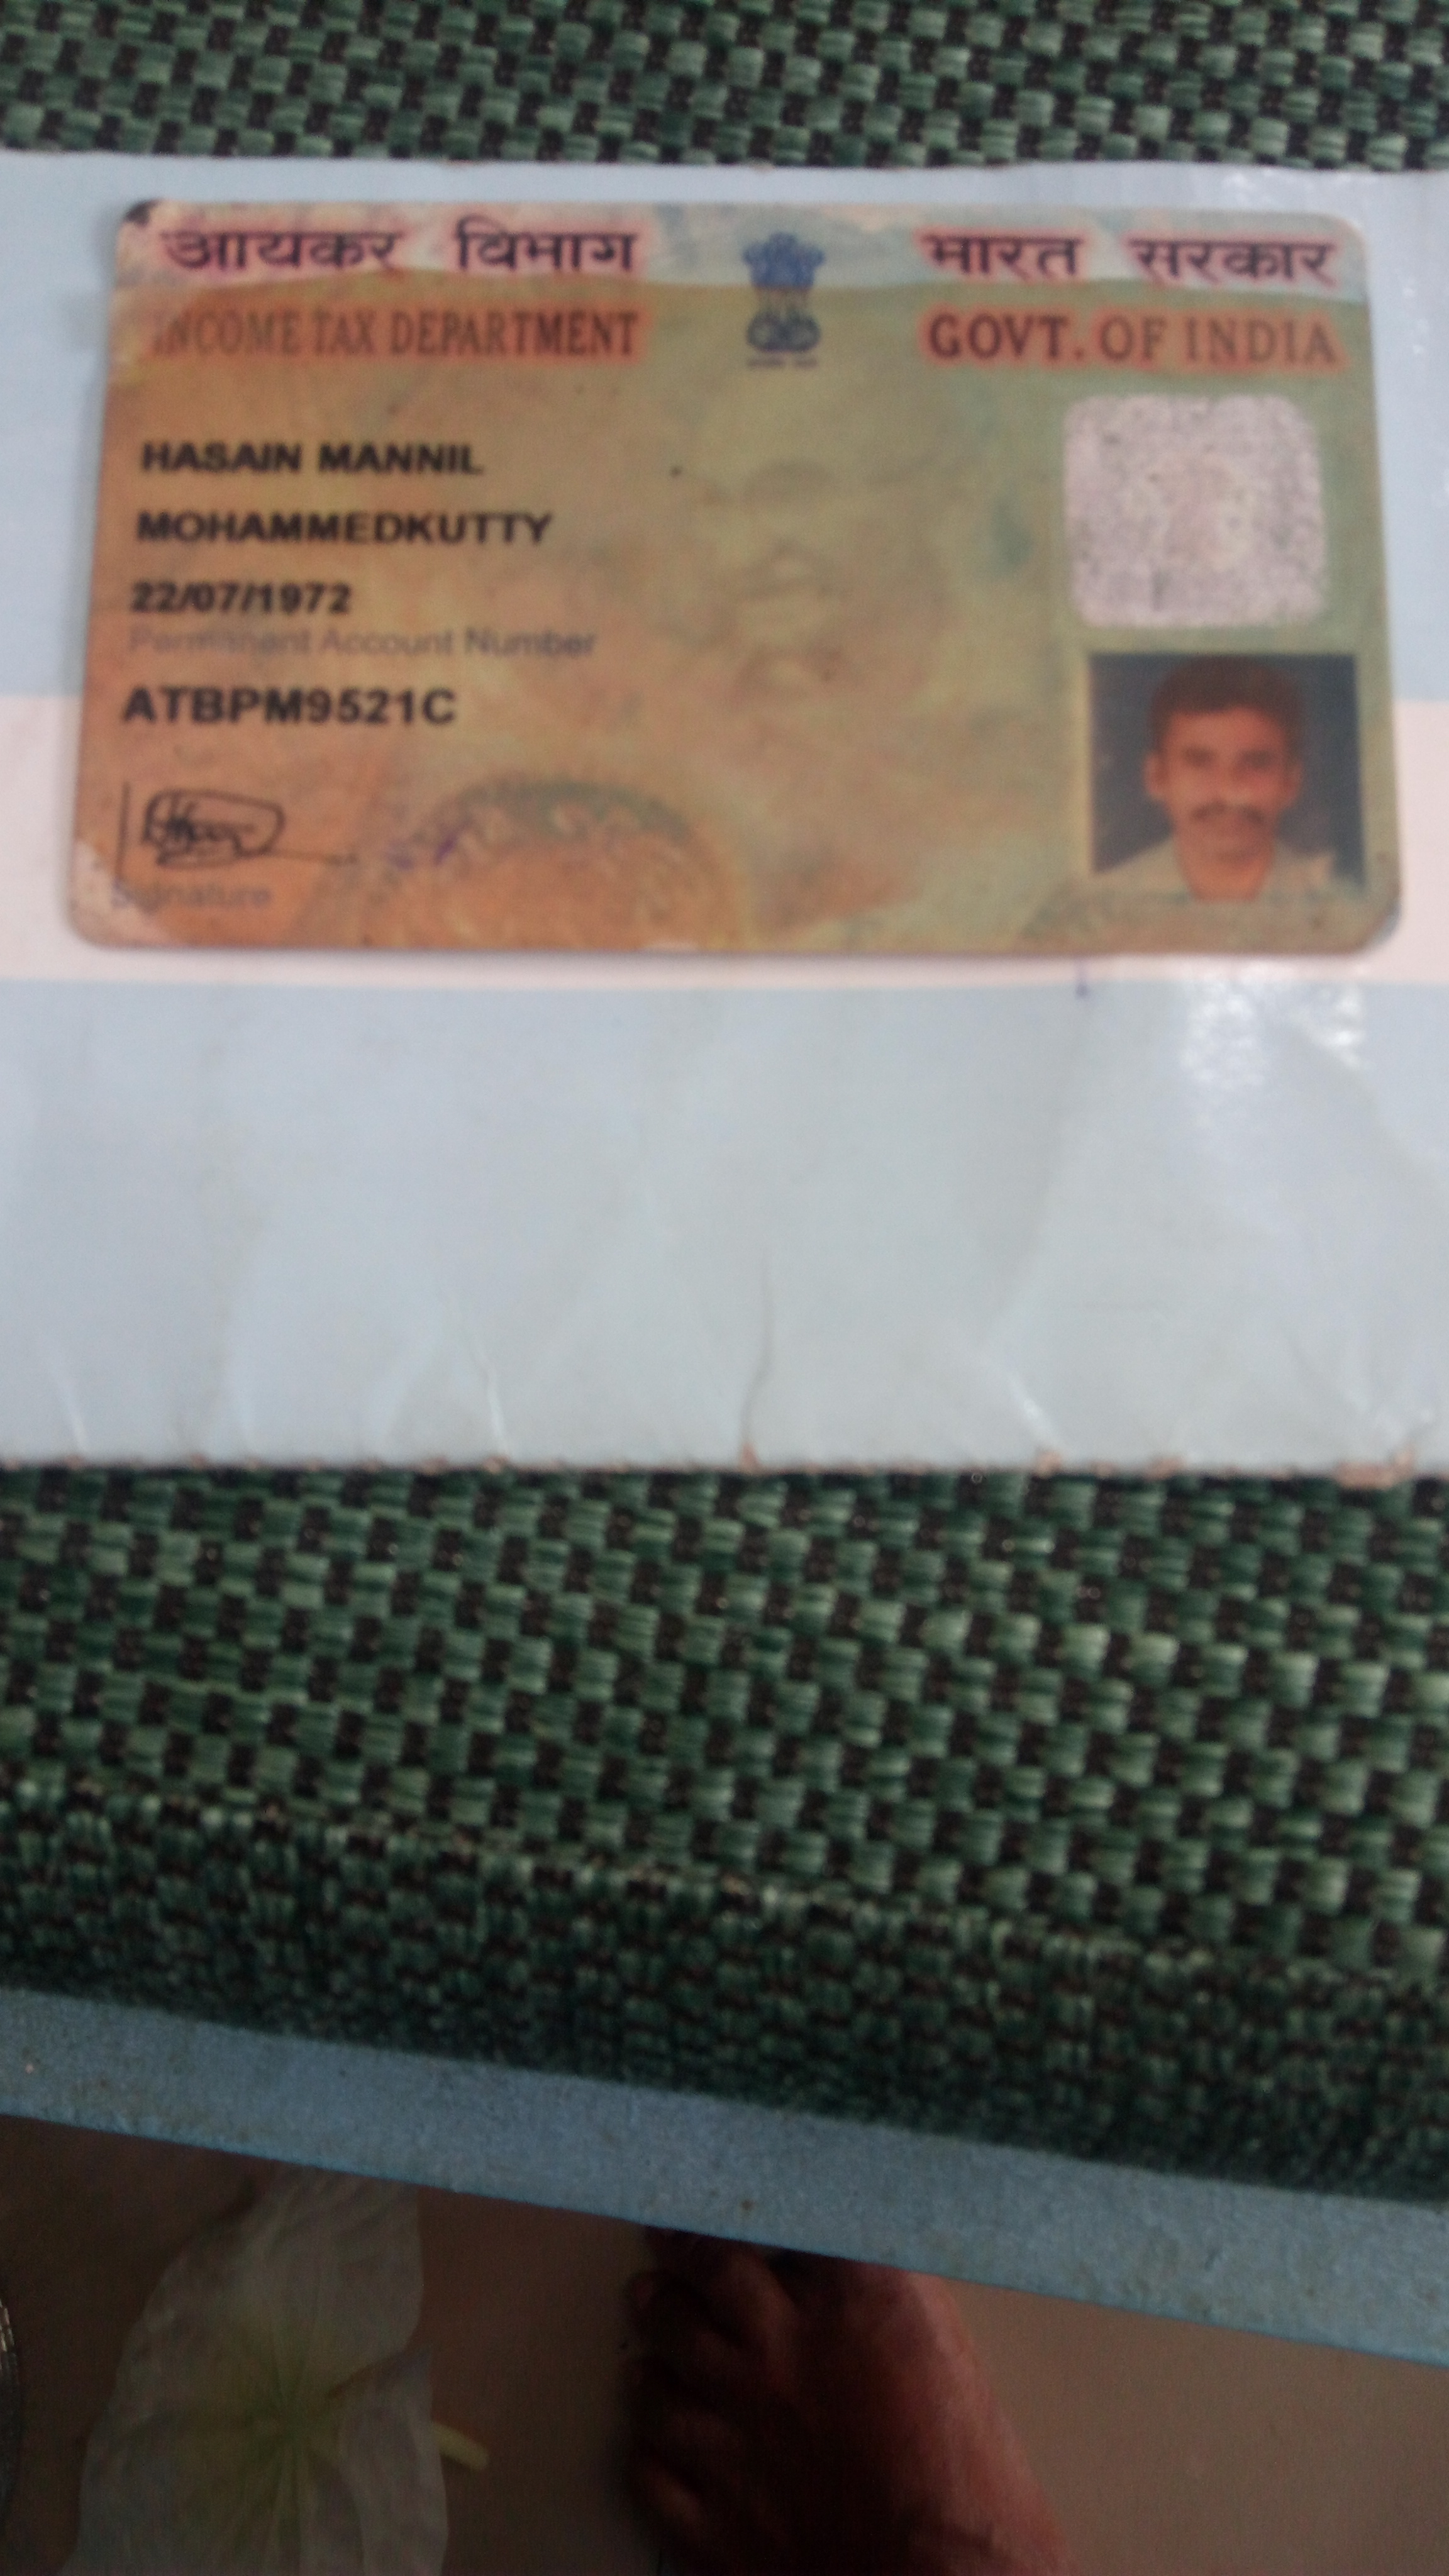 आयकर विभाग भारत सरकार
INCOME TAX DEPARTMENT GOVT. OF INDIA
HASAIN MANNIL
MOHAMMEDKUTTY
22/07/1972
Permanent Account Number
ATBPM9521C
Signature